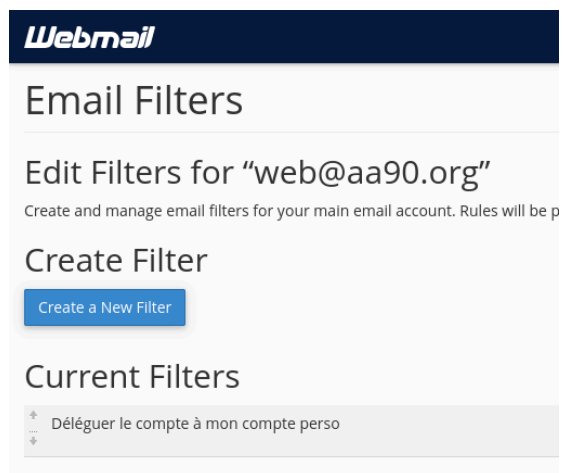 Webmail
Email Filters
Edit Filters for “web@aa90.org”
Create and manage email filters for your main email account. Rules will be p
Create Filter
Create a New Filter
Current Filters
Déléguer le compte à mon compte perso